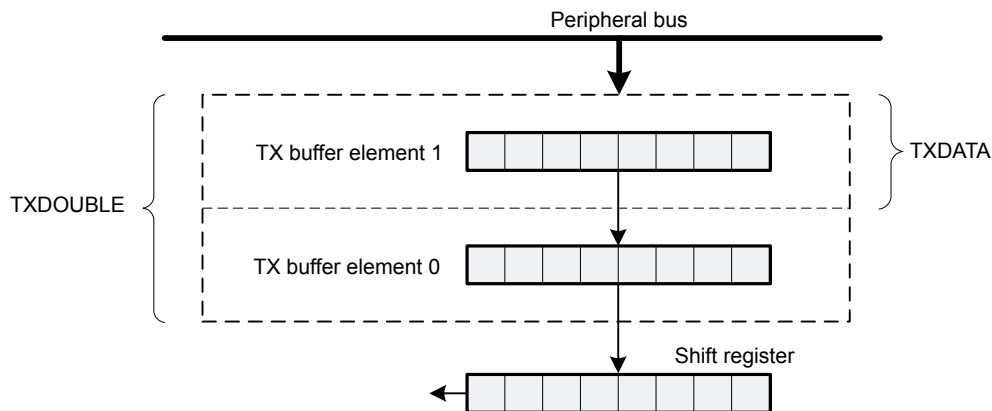 Peripheral bus
TX buffer element 1
TXDATA
TXDOUBLE
TX buffer element 0
Shift register